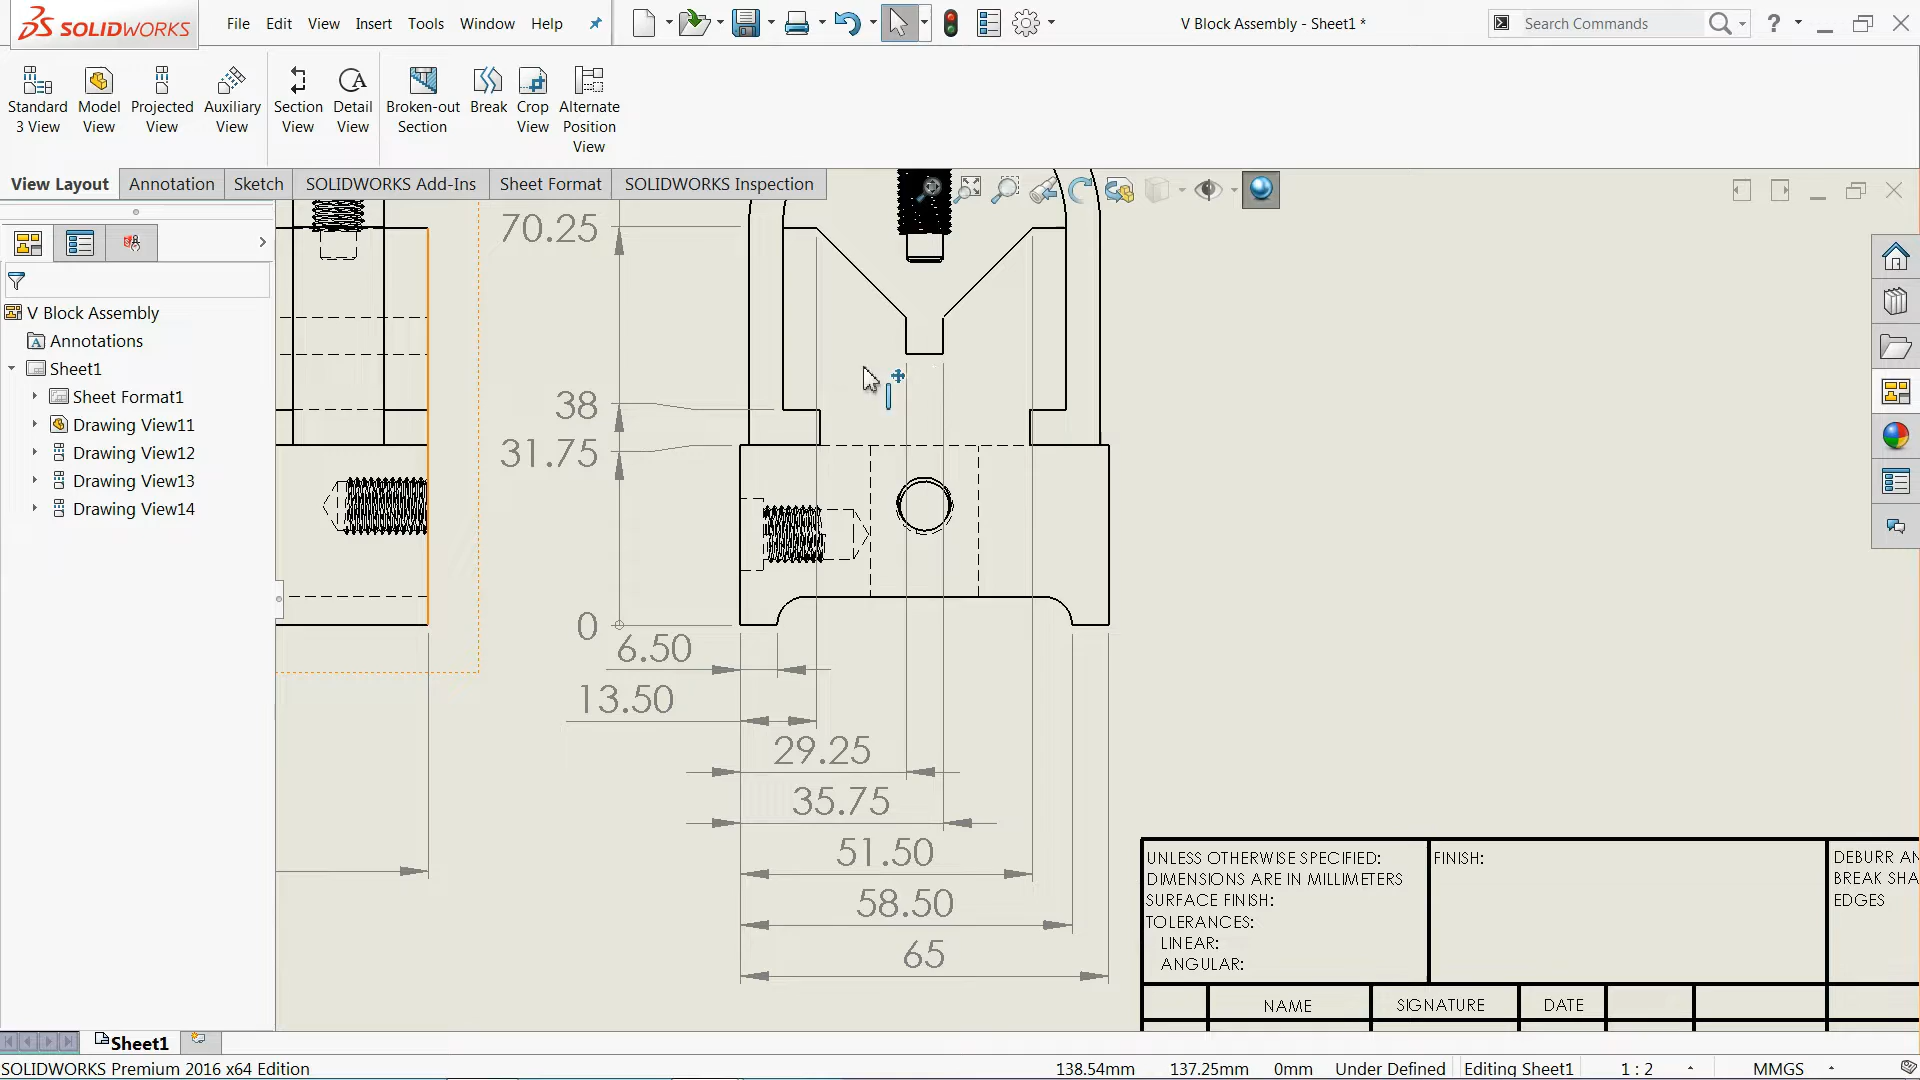 SOLIDWORKS
File Edit View Insert Tools Window Help
V Block Assembly - Sheet1 *
Search Commands
?
Standard 3 View
Model View
Projected View
Auxiliary View
Section View
Detail View
Broken-out Section
Break
Crop View
Alternate Position View
View Layout
Annotation
Sketch
SOLIDWORKS Add-Ins
Sheet Format
SOLIDWORKS Inspection
V Block Assembly
A Annotations
Sheet1
Sheet Format1
Drawing View11
Drawing View12
Drawing View13
Drawing View14
70.25
38
31.75
0
6.50
13.50
29.25
35.75
51.50
58.50
65
UNLESS OTHERWISE SPECIFIED:
DIMENSIONS ARE IN MILLIMETERS
SURFACE FINISH:
TOLERANCES:
LINEAR:
ANGULAR:
FINISH:
DEBURR AN
BREAK SHA
EDGES
NAME
SIGNATURE
DATE
Sheet1
SOLIDWORKS Premium 2016 x64 Edition
138.54mm
137.25mm
0mm
Under Defined
Editing Sheet1
1 : 2
MMGS